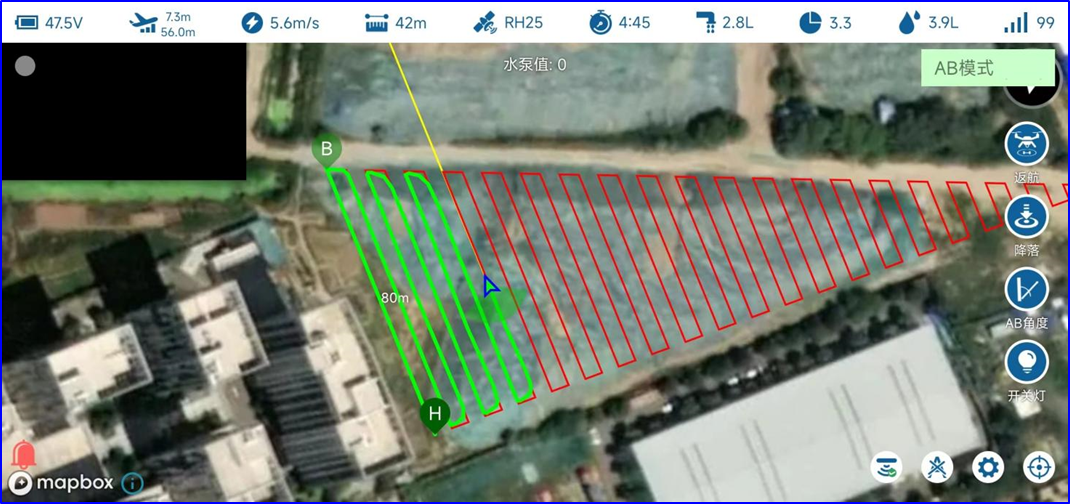 47.5V
7.3m
56.0m
5.6m/s
42m
RH25
4:45
2.8L
3.3
3.9L
99
水泵值: 0
AB模式
B
返航
降落
80m
AB角度
开关灯
H
mapbox